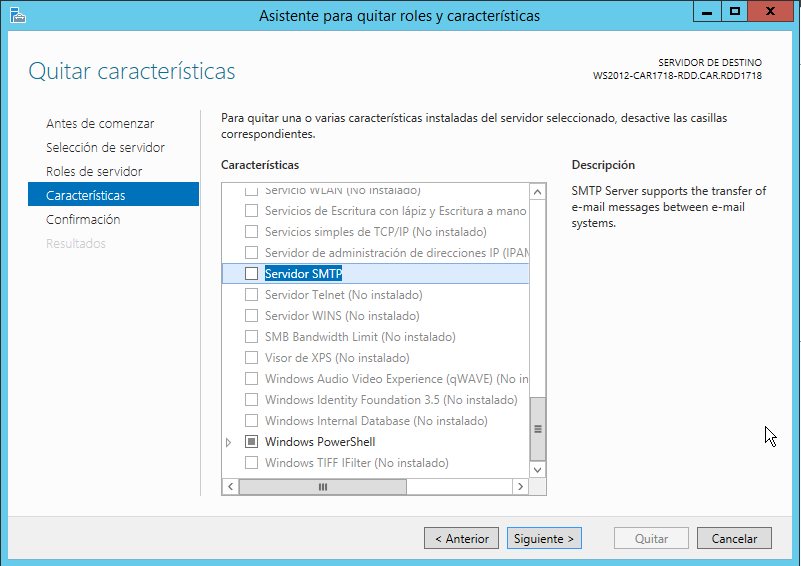 Asistente para quitar roles y características
Quitar características
SERVIDOR DE DESTINO
WS2012-CAR1718-RDD.CAR.RDD1718
Antes de comenzar
Selección de servidor
Roles de servidor
Características
Confirmación
Resultados
Para quitar una o varias características instaladas del servidor seleccionado, desactive las casillas
correspondientes.
Características
Servicio WLAN (No instalado)
Servicios de Escritura con lápiz y Escritura a mano
Servicios simples de TCP/IP (No instalado)
Servidor de administración de direcciones IP (IPAM
Servidor SMTP
Servidor Telnet (No instalado)
Servidor WINS (No instalado)
SMB Bandwidth Limit (No instalado)
Visor de XPS (No instalado)
Windows Audio Video Experience (qWAVE) (No in
Windows Identity Foundation 3.5 (No instalado)
Windows Internal Database (No instalado)
Windows PowerShell
Windows TIFF IFilter (No instalado)
Descripción
SMTP Server supports the transfer of
e-mail messages between e-mail
systems.
< Anterior
Siguiente >
Quitar
Cancelar